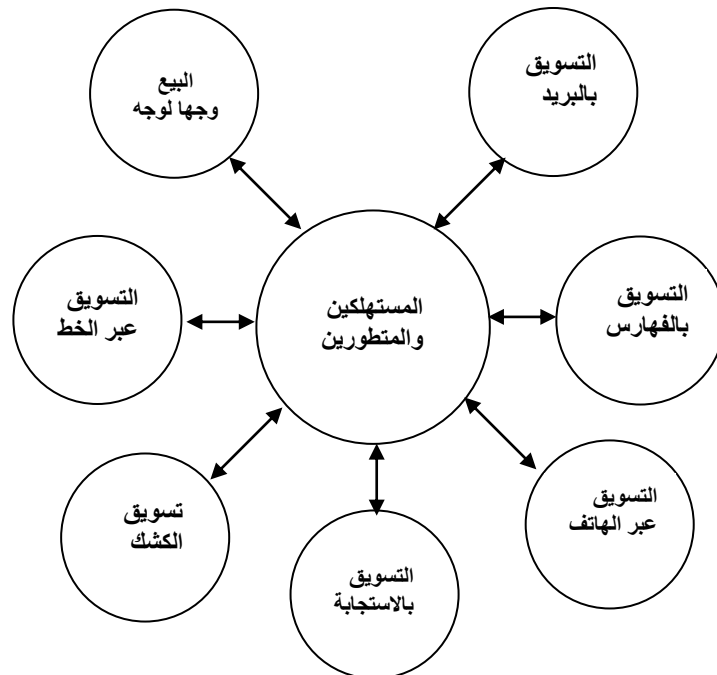 التسويق
بالبريد
البيع
وجها لوجه
التسويق
بالفهارس
المستهلكين
والمتطورين
التسويق
عبر الخط
التسويق
عبر الهاتف
تسويق
الكشك
التسويق
بالاستجابة